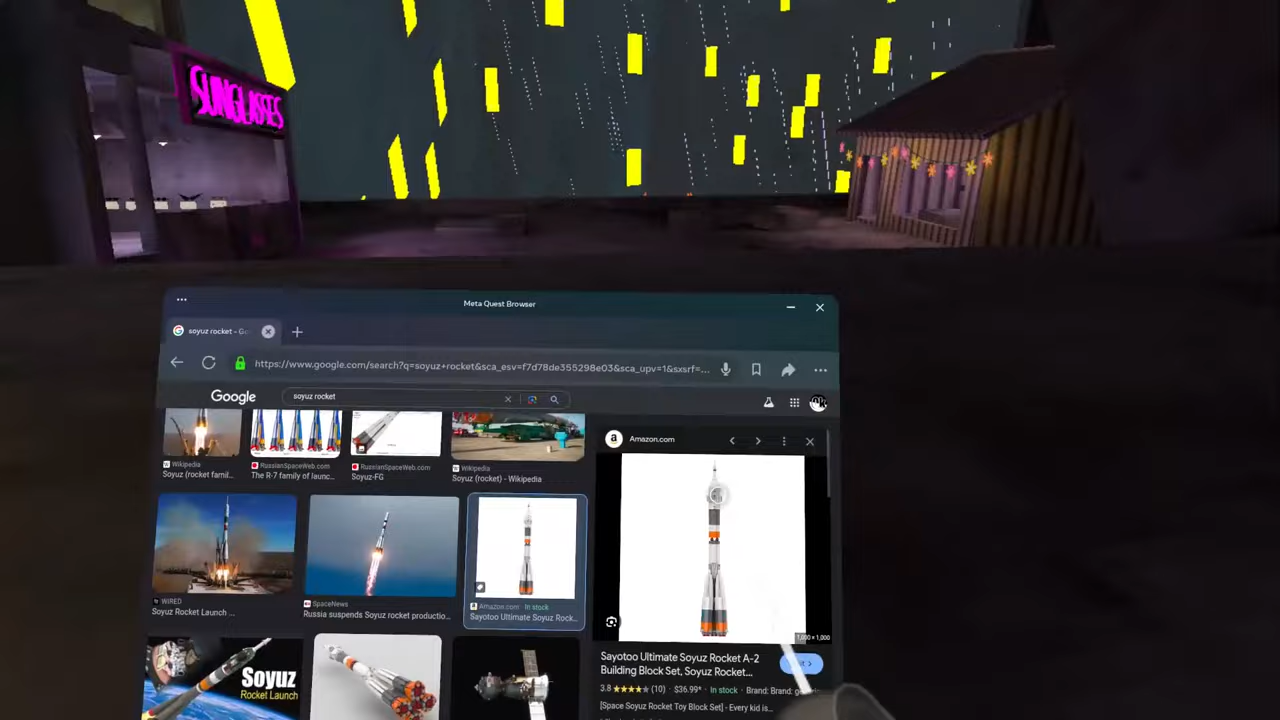 SUNGLASSES
Meta Quest Browser
soyuz rocket - Go
https://www.google.com/search?q=soyuz+rocket&sca_esv=f7d78de355298e03&sca_upv=1&sxsrf=...
Google
soyuz rocket
a Amazon.com
Wikipedia
Soyuz (rocket famil...
RussianSpaceWeb.com
The R-7 family of launc...
RussianSpaceWeb.com
Soyuz-FG
Wikipedia
Soyuz (rocket) - Wikipedia
WIRED
Soyuz Rocket Launch ...
SpaceNews
Russia suspends Soyuz rocket productio...
Amazon.com In stock
Sayotoo Ultimate Soyuz Rock...
1,000 × 1,000
Soyuz
Rocket Launch
Sayotoo Ultimate Soyuz Rocket A-2
Building Block Set, Soyuz Rocket...
3.8 (10) · $36.99* · In stock · Brand: Brand:
[Space Soyuz Rocket Toy Block Set] - Every kid is...